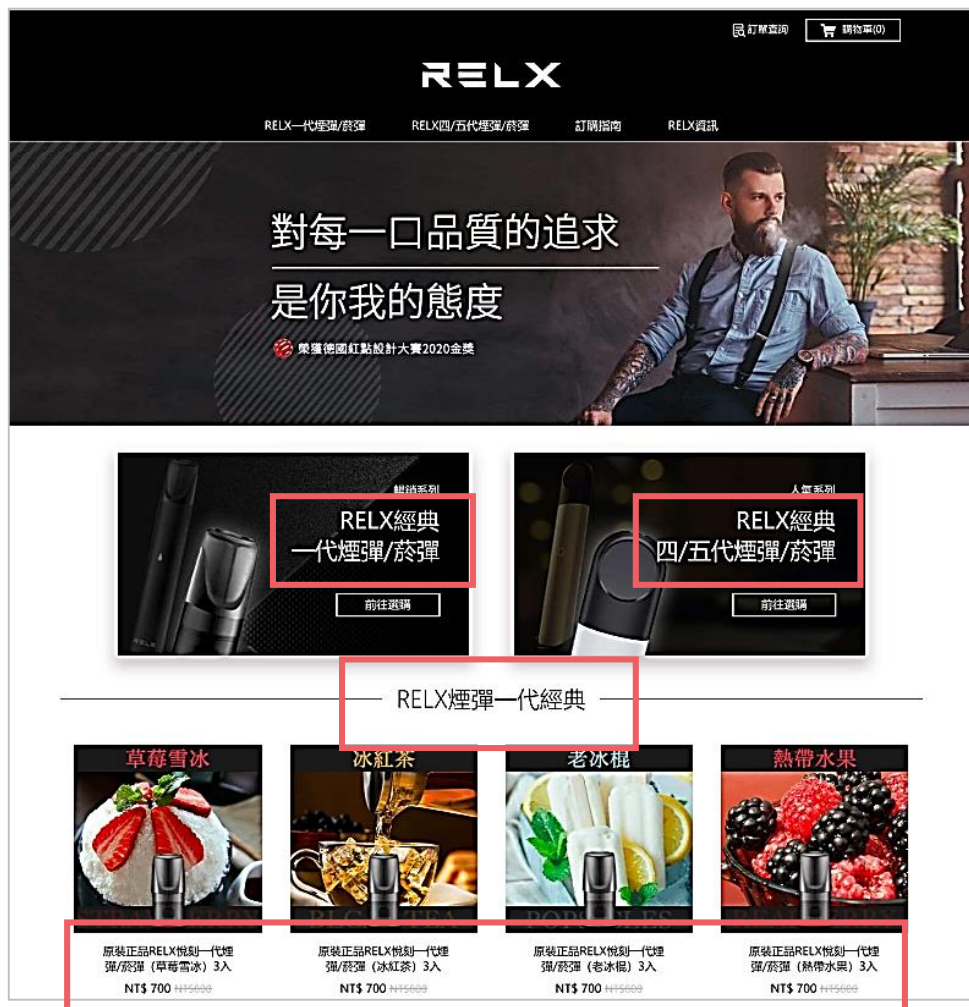 訂單查詢 購物車(0)
RELX
RELX一代煙彈/菸彈 RELX四/五代煙彈/菸彈 訂購指南 RELX資訊
對每一口品質的追求
是你我的態度
榮獲德國紅點設計大賽2020金獎
暢銷系列
RELX經典
一代煙彈/菸彈
前往選購
RELX
人氣系列
RELX經典
四/五代煙彈/菸彈
前往選購
RELX煙彈一代經典
草莓雪冰
冰紅茶
老冰棍
熱帶水果
原裝正品RELX悅刻一代煙
彈/菸彈（草莓雪冰）3入
NT$ 700
原裝正品RELX悅刻一代煙
彈/菸彈（冰紅茶）3入
NT$ 700
原裝正品RELX悅刻一代煙
彈/菸彈（老冰棍）3入
NT$ 700
原裝正品RELX悅刻一代煙
彈/菸彈（熱帶水果）3入
NT$ 700